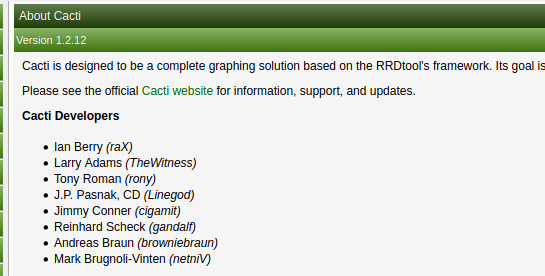 About Cacti
Version 1.2.12
Cacti is designed to be a complete graphing solution based on the RRDtool's framework. Its goal is
Please see the official Cacti website for information, support, and updates.
Cacti Developers
Ian Berry (raX)
Larry Adams (TheWitness)
Tony Roman (rony)
J.P. Pasnak, CD (Linegod)
Jimmy Conner (cigamit)
Reinhard Scheck (gandalf)
Andreas Braun (browniebraun)
Mark Brugnoli-Vinten (netniV)